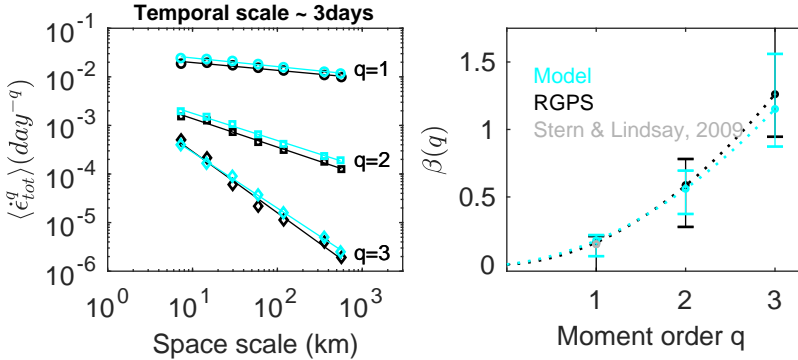 Temporal scale ~ 3days
10^-1
10^-2
10^-3
10^-4
10^-5
10^-6
⟨ε̇^q_tot⟩(day^−q)
q=1
q=2
q=3
10^0
10^1
10^2
10^3
Space scale (km)
1.5
1
0.5
0
β(q)
Model
RGPS
Stern & Lindsay, 2009
1
2
3
Moment order q